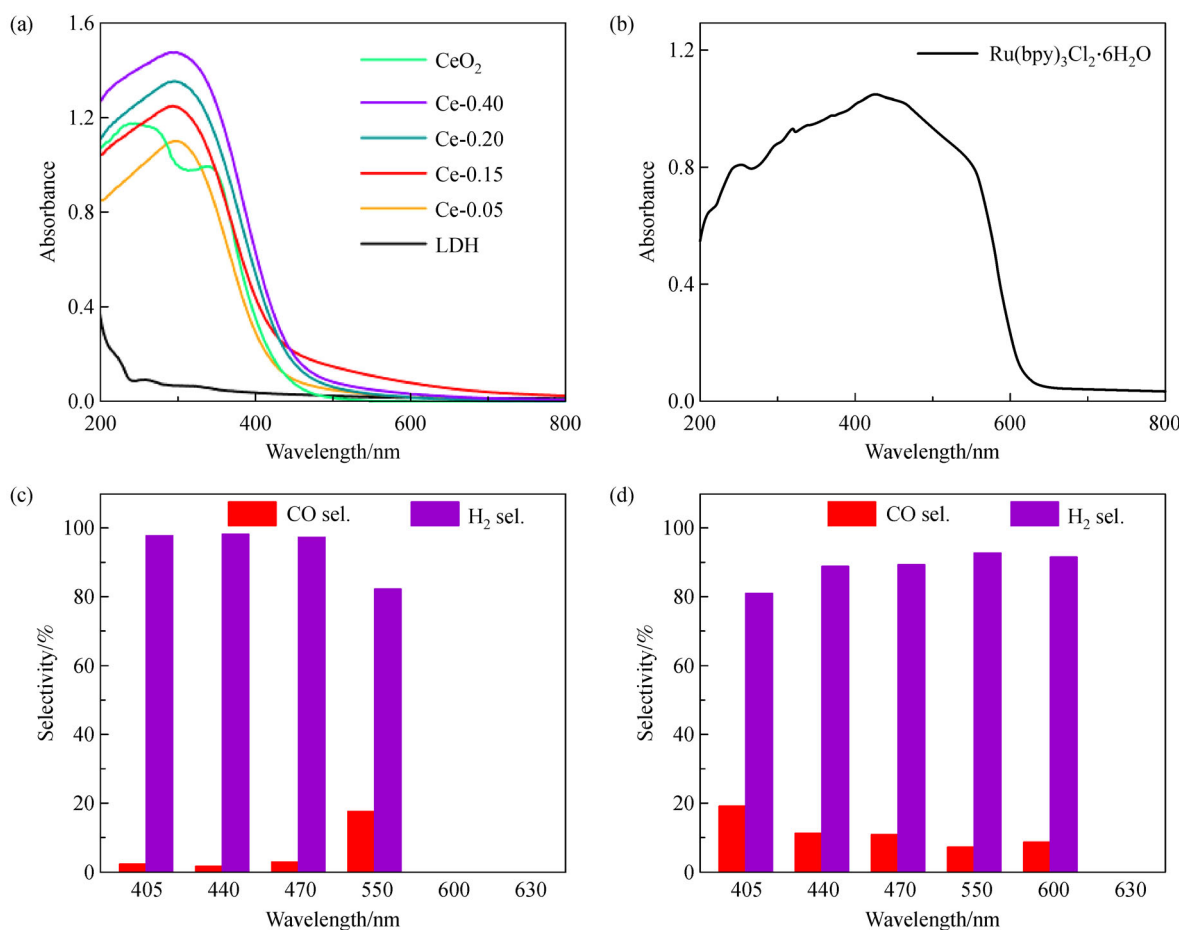 (a)
1.6
1.2
0.8
0.4
0.0
Absorbance
CeO₂
Ce-0.40
Ce-0.20
Ce-0.15
Ce-0.05
LDH
200 400 600 800
Wavelength/nm
(b)
1.2
0.8
0.4
0.0
Absorbance
Ru(bpy)₃Cl₂·6H₂O
200 400 600 800
Wavelength/nm
(c)
100
80
60
40
20
0
Selectivity/%
CO sel. H₂ sel.
405 440 470 550 600 630
Wavelength/nm
(d)
100
80
60
40
20
0
Selectivity/%
CO sel. H₂ sel.
405 440 470 550 600 630
Wavelength/nm